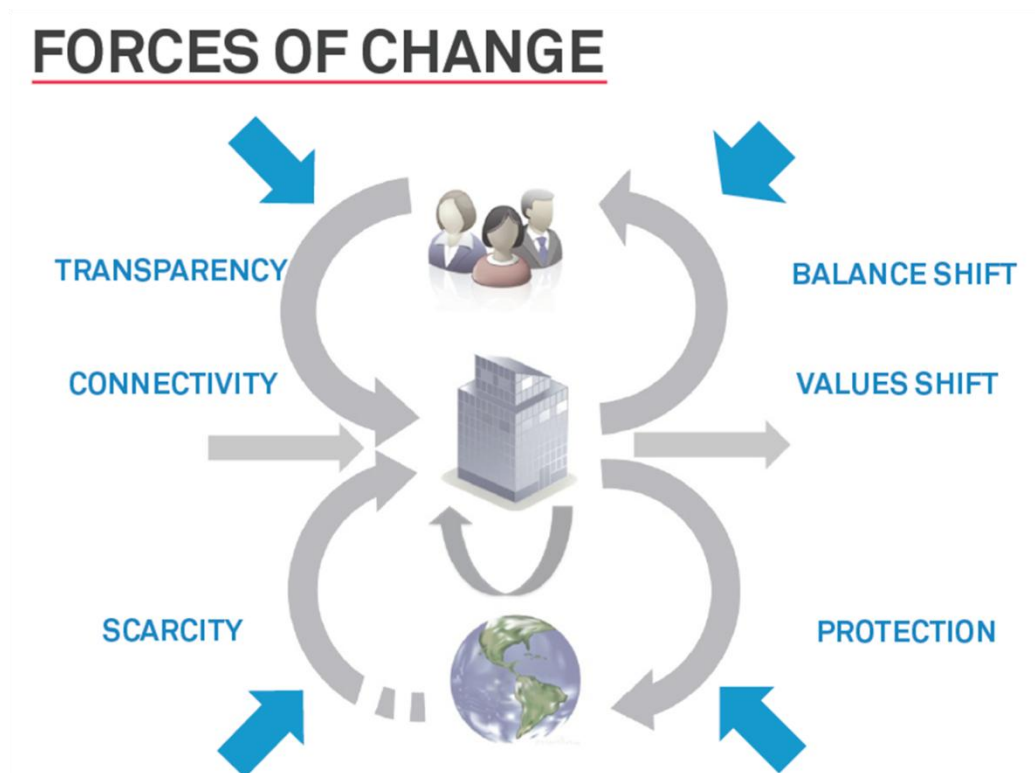 FORCES OF CHANGE
TRANSPARENCY
BALANCE SHIFT
CONNECTIVITY
VALUES SHIFT
SCARCITY
PROTECTION